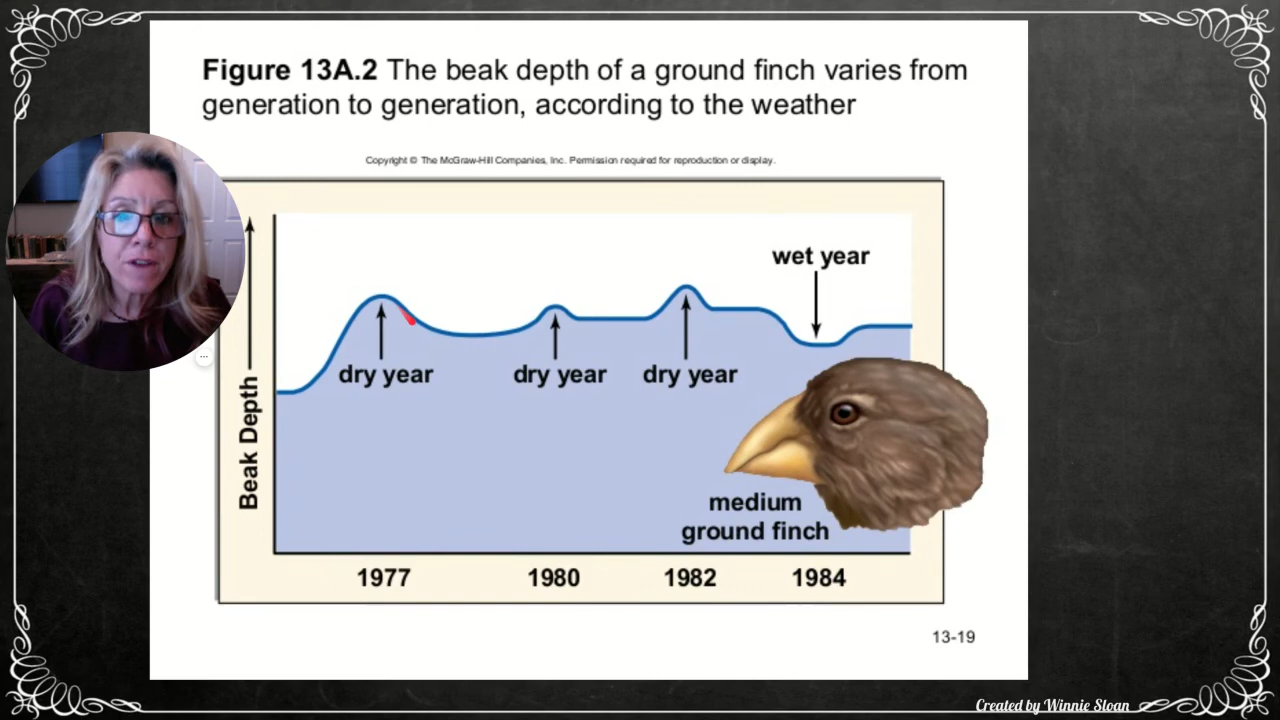 Figure 13A.2 The beak depth of a ground finch varies from
generation to generation, according to the weather
Copyright © The McGraw-Hill Companies, Inc. Permission required for reproduction or display.
Beak Depth
wet year
dry year
dry year
dry year
medium
ground finch
1977
1980
1982
1984
13-19
Created by Winnie Sloan